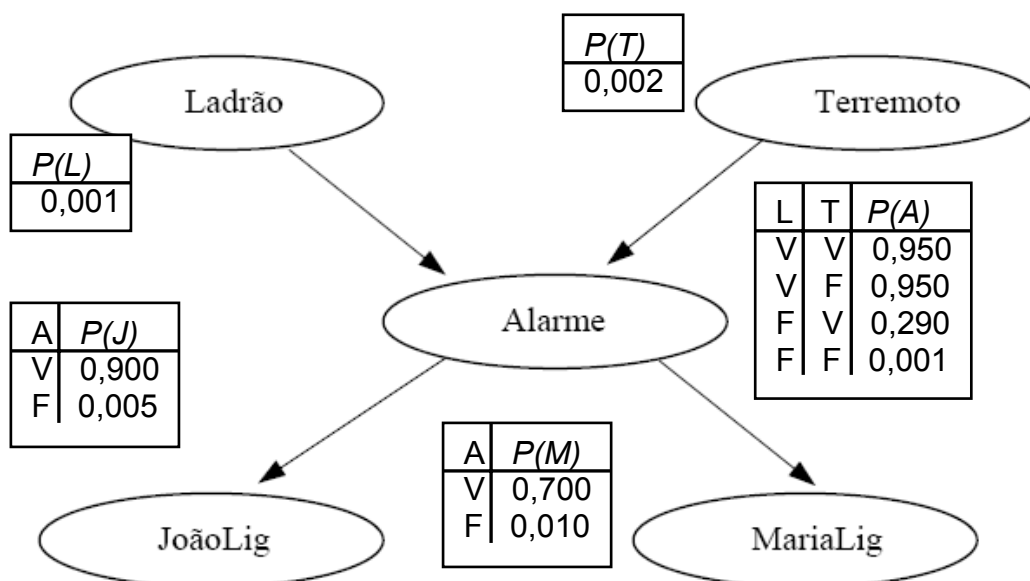 P(T)
0,002
Ladrão
Terremoto
P(L)
0,001
L T P(A)
V V 0,950
V F 0,950
F V 0,290
F F 0,001
Alarme
A P(J)
V 0,900
F 0,005
A P(M)
V 0,700
F 0,010
JoãoLig
MariaLig